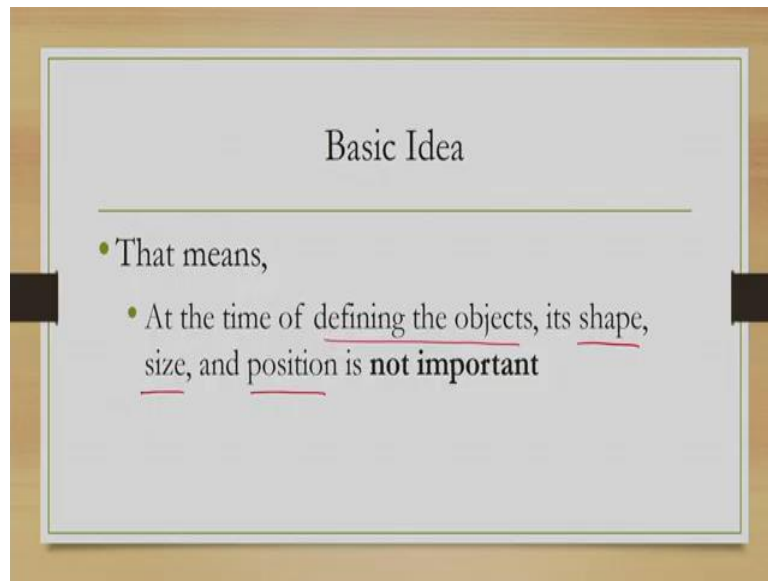 Basic Idea
• That means,
• At the time of defining the objects, its shape,
size, and position is not important